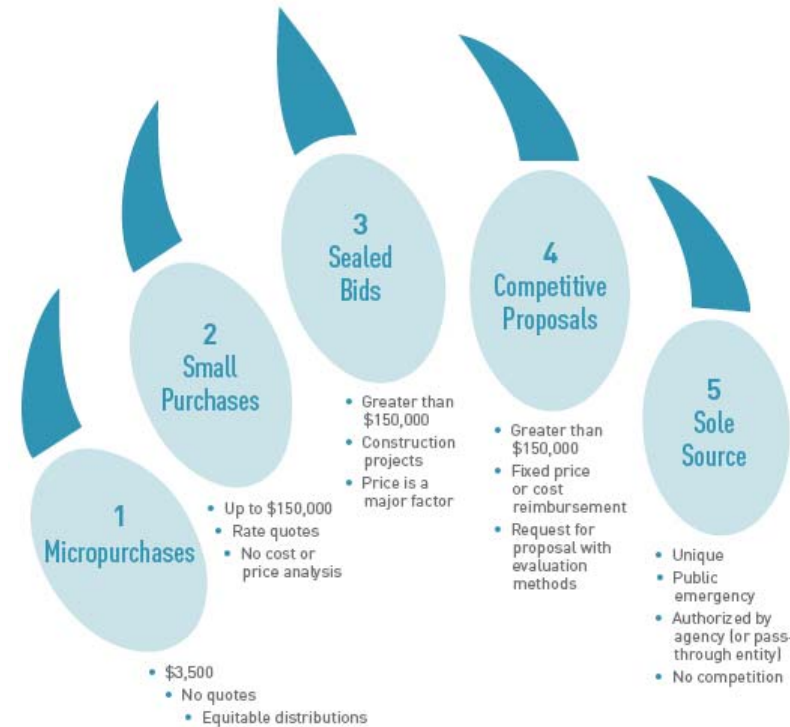 1
Micropurchases
• $3,500
• No quotes
• Equitable distributions
2
Small
Purchases
• Up to $150,000
• Rate quotes
• No cost or
price analysis
3
Sealed
Bids
• Greater than
$150,000
• Construction
projects
• Price is a
major factor
4
Competitive
Proposals
• Greater than
$150,000
• Fixed price
or cost
reimbursement
• Request for
proposal with
evaluation
methods
5
Sole
Source
• Unique
• Public
emergency
• Authorized by
agency (or pass-
through entity)
• No competition